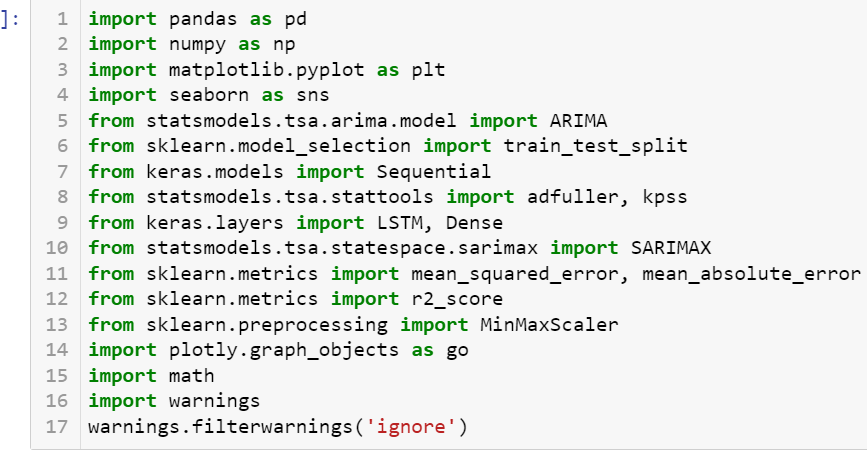 ]:
1 import pandas as pd
2 import numpy as np
3 import matplotlib.pyplot as plt
4 import seaborn as sns
5 from statsmodels.tsa.arima.model import ARIMA
6 from sklearn.model_selection import train_test_split
7 from keras.models import Sequential
8 from statsmodels.tsa.stattools import adfuller, kpss
9 from keras.layers import LSTM, Dense
10 from statsmodels.tsa.statespace.sarimax import SARIMAX
11 from sklearn.metrics import mean_squared_error, mean_absolute_error
12 from sklearn.metrics import r2_score
13 from sklearn.preprocessing import MinMaxScaler
14 import plotly.graph_objects as go
15 import math
16 import warnings
17 warnings.filterwarnings('ignore')